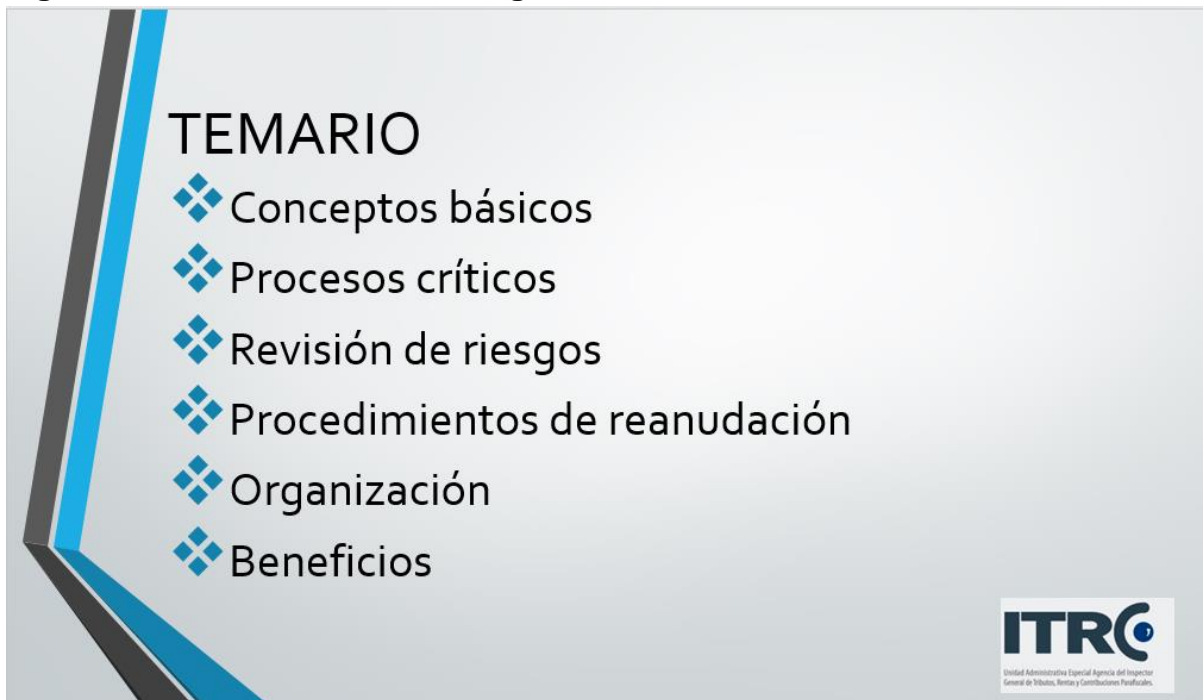 TEMARIO
Conceptos básicos
Procesos críticos
Revisión de riesgos
Procedimientos de reanudación
Organización
Beneficios
ITRC
Unidad Administrativa Especial Agencia del Inspector
General de Tributos, Rentas y Contribuciones Parafiscales.